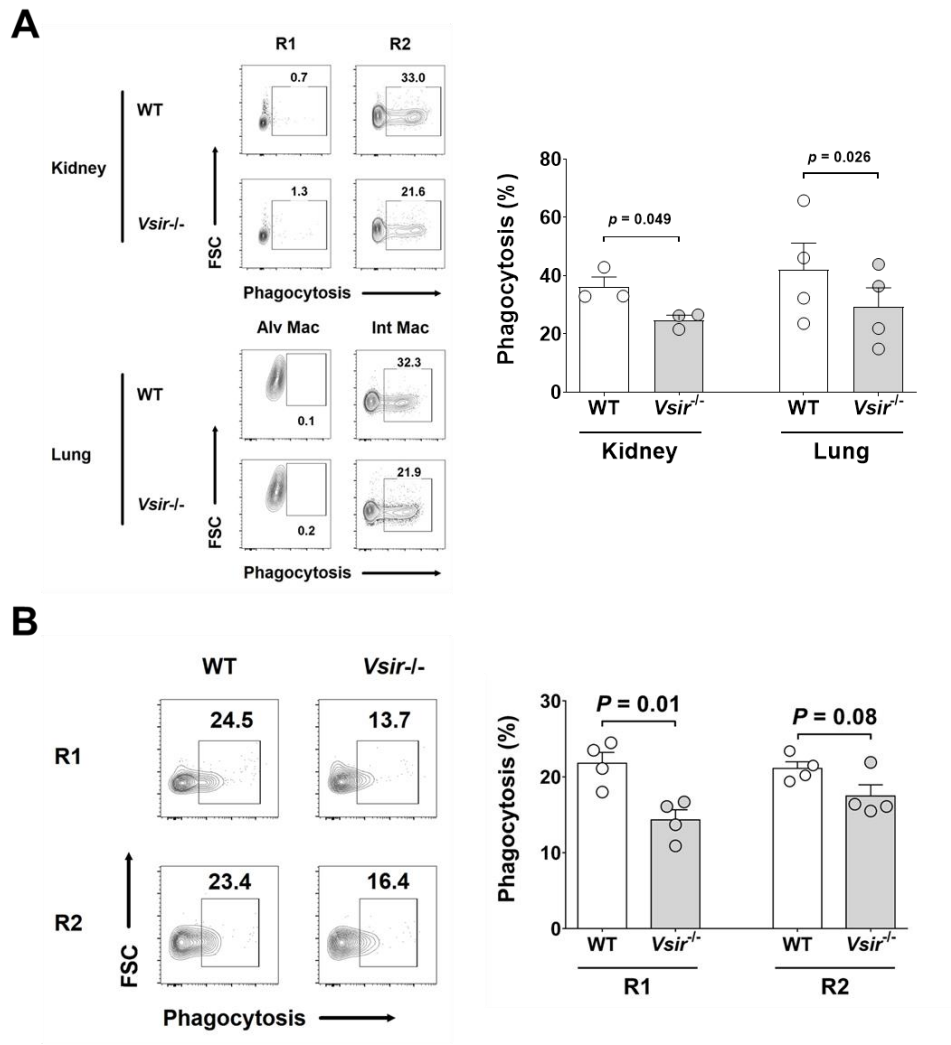 A
R1 R2
0.7 33.0
WT
Kidney
1.3 21.6
Vsir-/-
FSC
Phagocytosis
Alv Mac Int Mac
32.3
WT
0.1
Lung
21.9
Vsir-/-
0.2
FSC
Phagocytosis
Phagocytosis (%)
80
60
40
20
0
p = 0.049
p = 0.026
WT Vsir-/- WT Vsir-/-
Kidney Lung
B
WT Vsir-/-
R1
24.5 13.7
R2
23.4 16.4
FSC
Phagocytosis
Phagocytosis (%)
30
20
10
0
P = 0.01
P = 0.08
WT Vsir-/- WT Vsir-/-
R1 R2